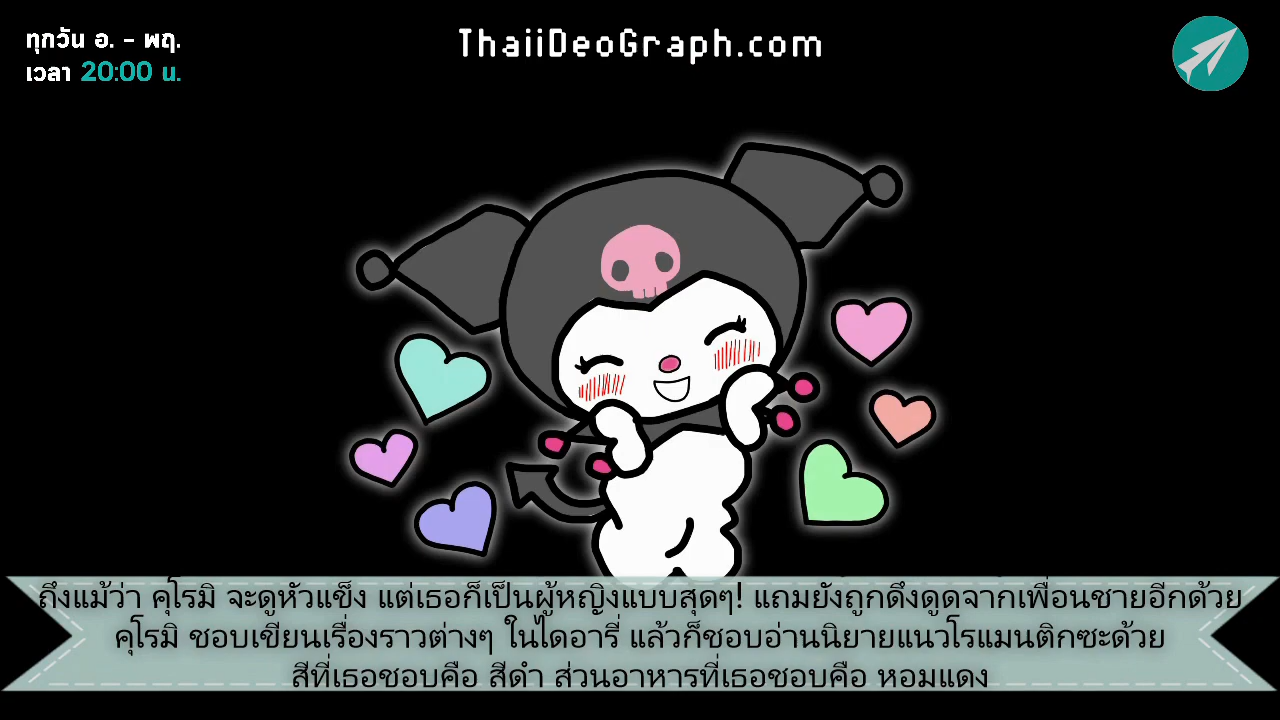 ทุกวัน อ. - พฤ.
เวลา 20:00 น.
ThaiiDeoGraph.com
ถึงแม้ว่า คุโรมิ จะดูหัวแข็ง แต่เธอก็เป็นผู้หญิงแบบสุดๆ! แถมยังถูกดึงดูดจากเพื่อนชายอีกด้วย
คุโรมิ ชอบเขียนเรื่องราวต่างๆ ในไดอารี่ แล้วก็ชอบอ่านนิยายแนวโรแมนติกซะด้วย
สีที่เธอชอบคือ สีดำ ส่วนอาหารที่เธอชอบคือ หอมแดง